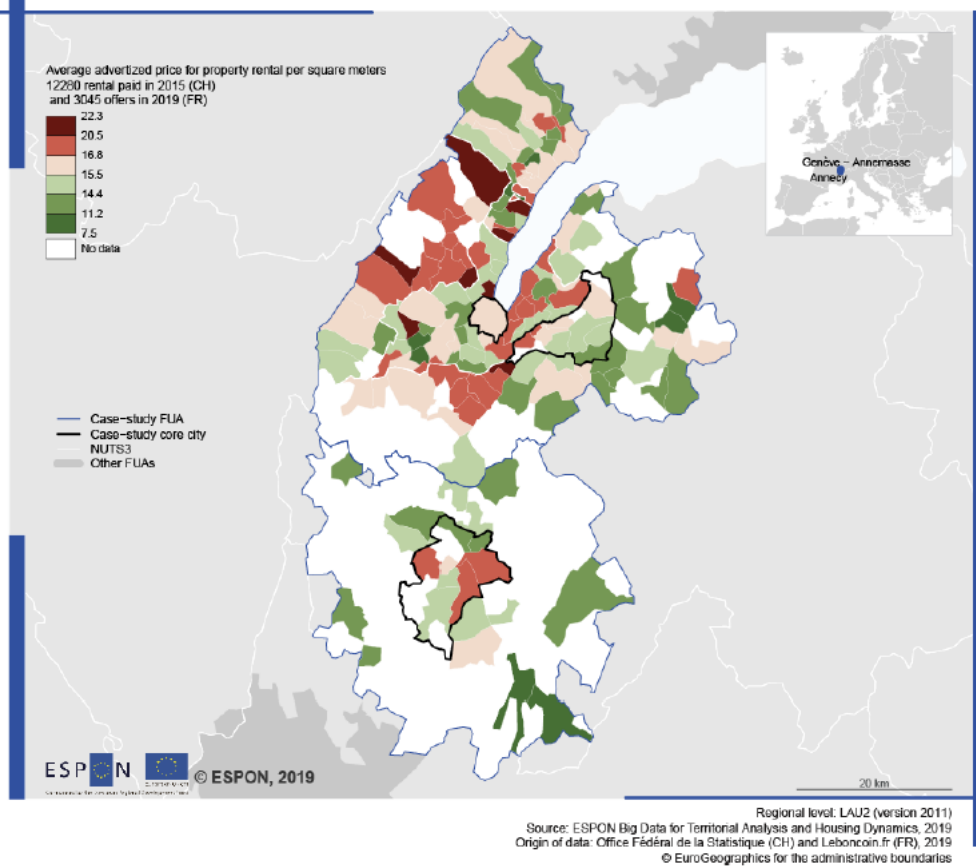 Average advertized price for property rental per square meters
12280 rental paid in 2015 (CH)
and 3045 offers in 2019 (FR)
22.3
20.5
16.8
15.5
14.4
11.2
7.5
No data
Genève – Annemasse
Annecy
Case–study FUA
Case–study core city
NUTS3
Other FUAs
ESPON
© ESPON, 2019
20 km
Regional level: LAU2 (version 2011)
Source: ESPON Big Data for Territorial Analysis and Housing Dynamics, 2019
Origin of data: Office Fédéral de la Statistique (CH) and Leboncoin.fr (FR), 2019
© EuroGeographics for the administrative boundaries